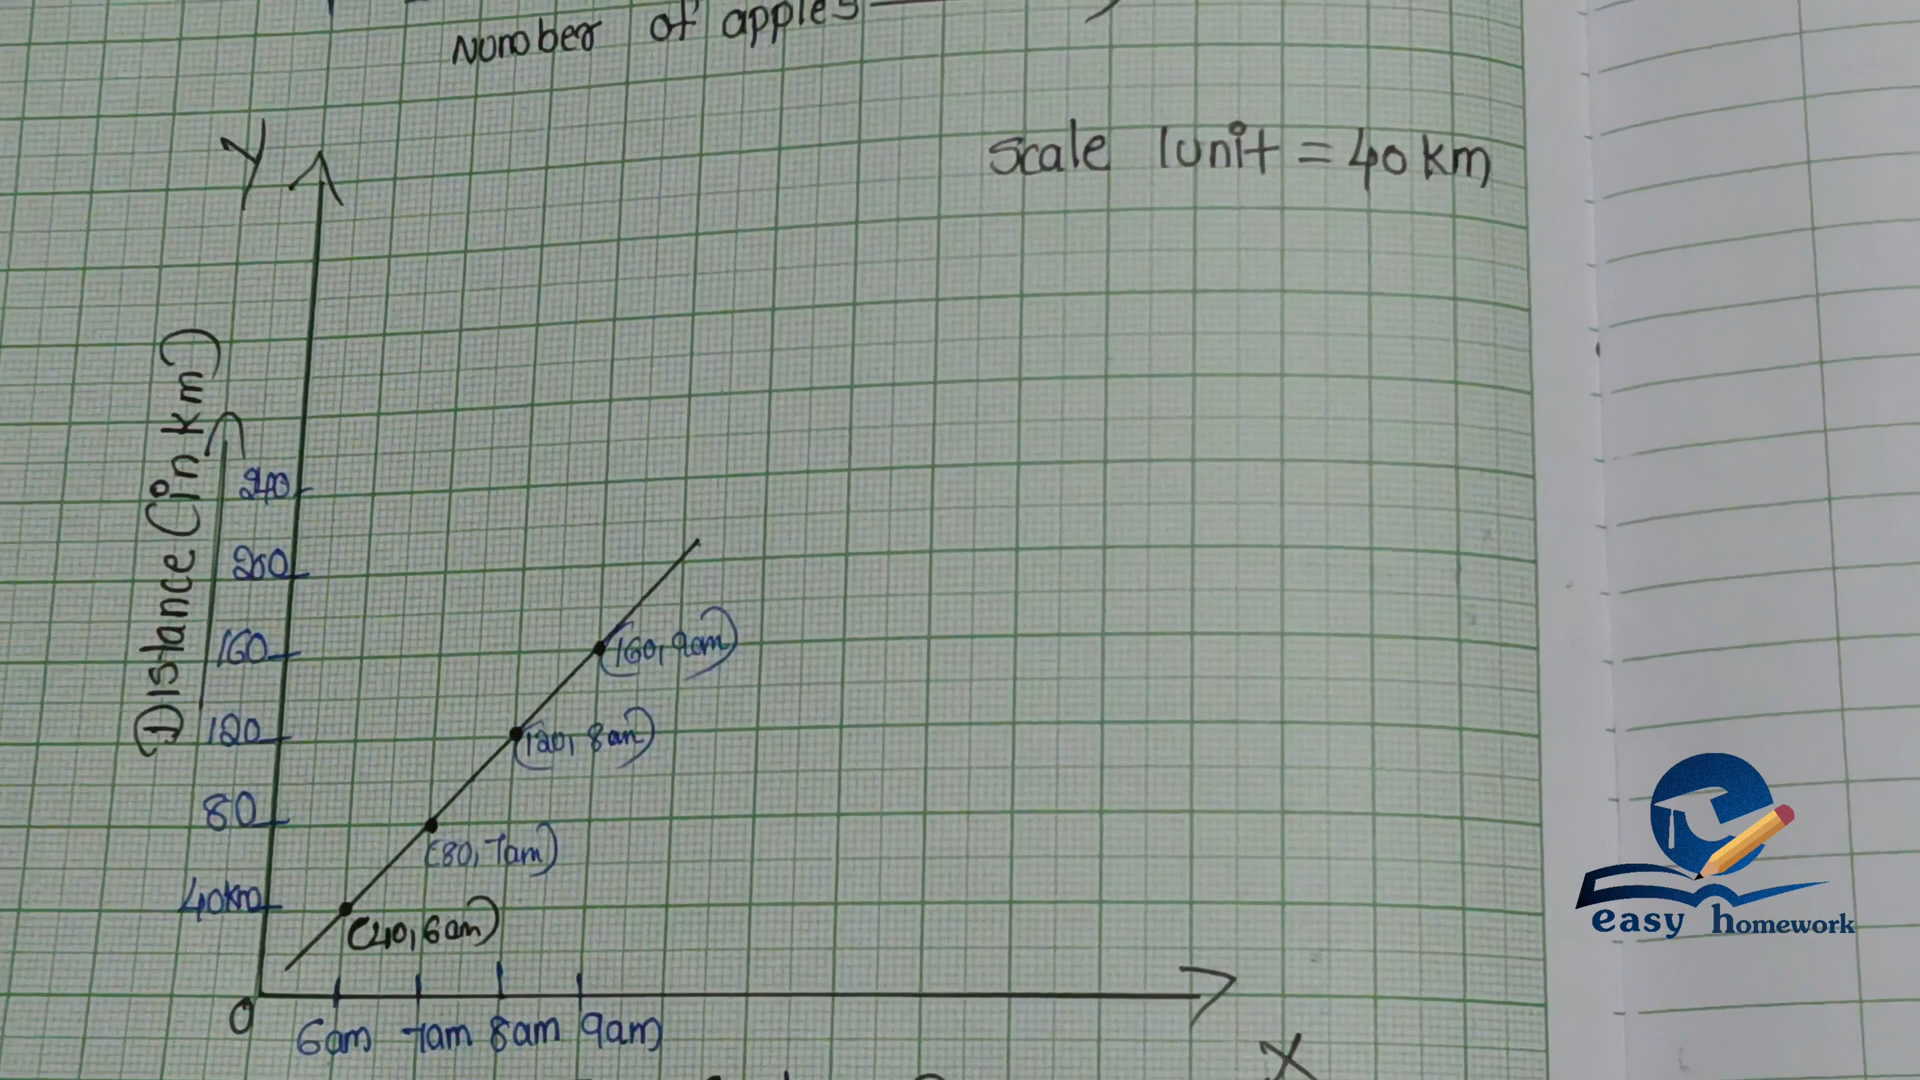 Number of apples
Y
Scale 1unit = 40 km
Distance (in km)
240
200
160
(160, 9am)
120
(120, 8am)
80
(80, 7am)
40km
(40, 6am)
0
6am 7am 8am 9am
X
easy homework